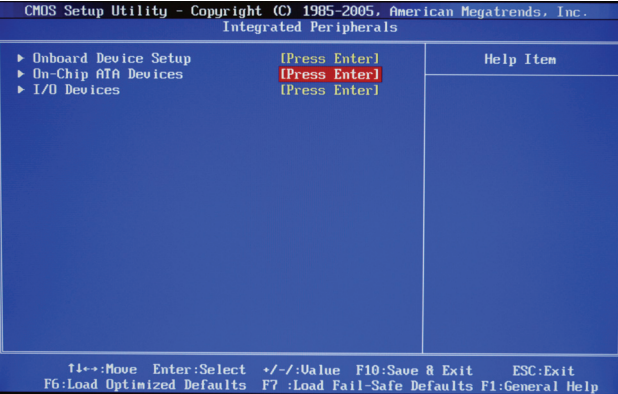 CMOS Setup Utility - Copyright (C) 1985-2005, American Megatrends, Inc.
Integrated Peripherals
▶ Onboard Device Setup [Press Enter]
▶ On-Chip ATA Devices [Press Enter]
▶ I/O Devices [Press Enter]
Help Item
↑↓←→:Move Enter:Select +/-/:Value F10:Save & Exit ESC:Exit
F6:Load Optimized Defaults F7 :Load Fail-Safe Defaults F1:General Help